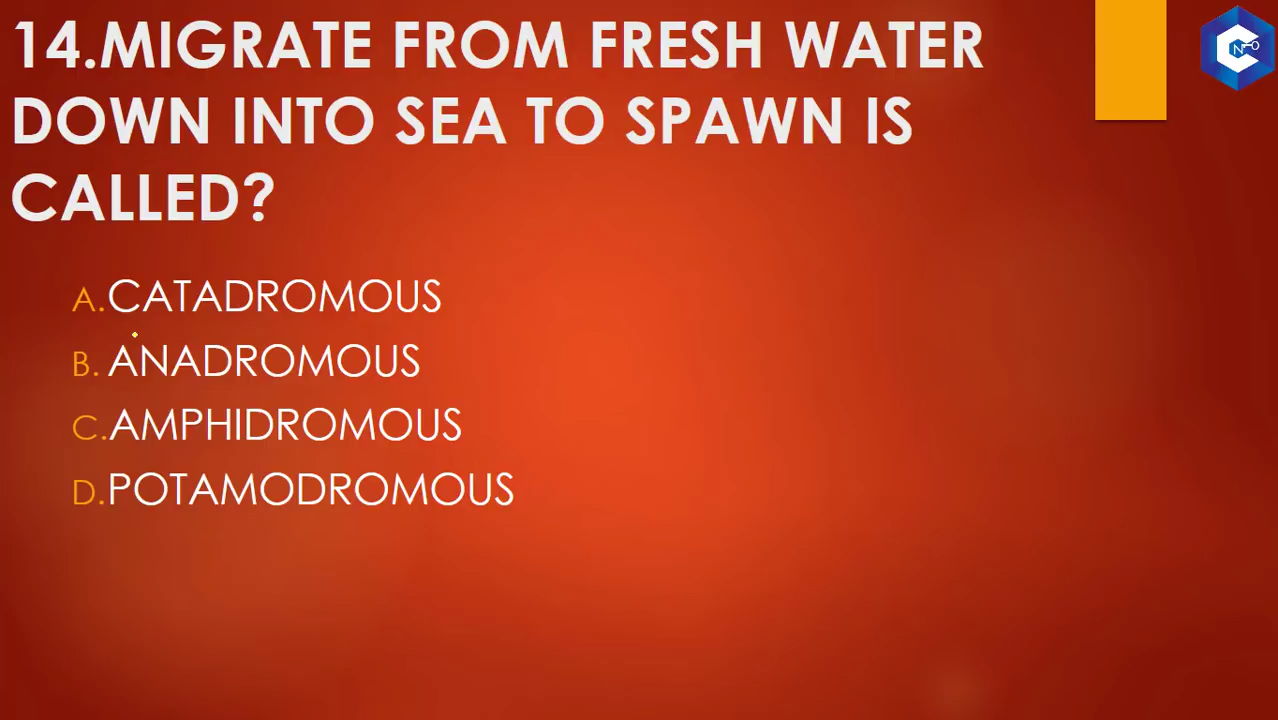 14.MIGRATE FROM FRESH WATER
DOWN INTO SEA TO SPAWN IS
CALLED?
A.CATADROMOUS
B. ANADROMOUS
C.AMPHIDROMOUS
D.POTAMODROMOUS
C N